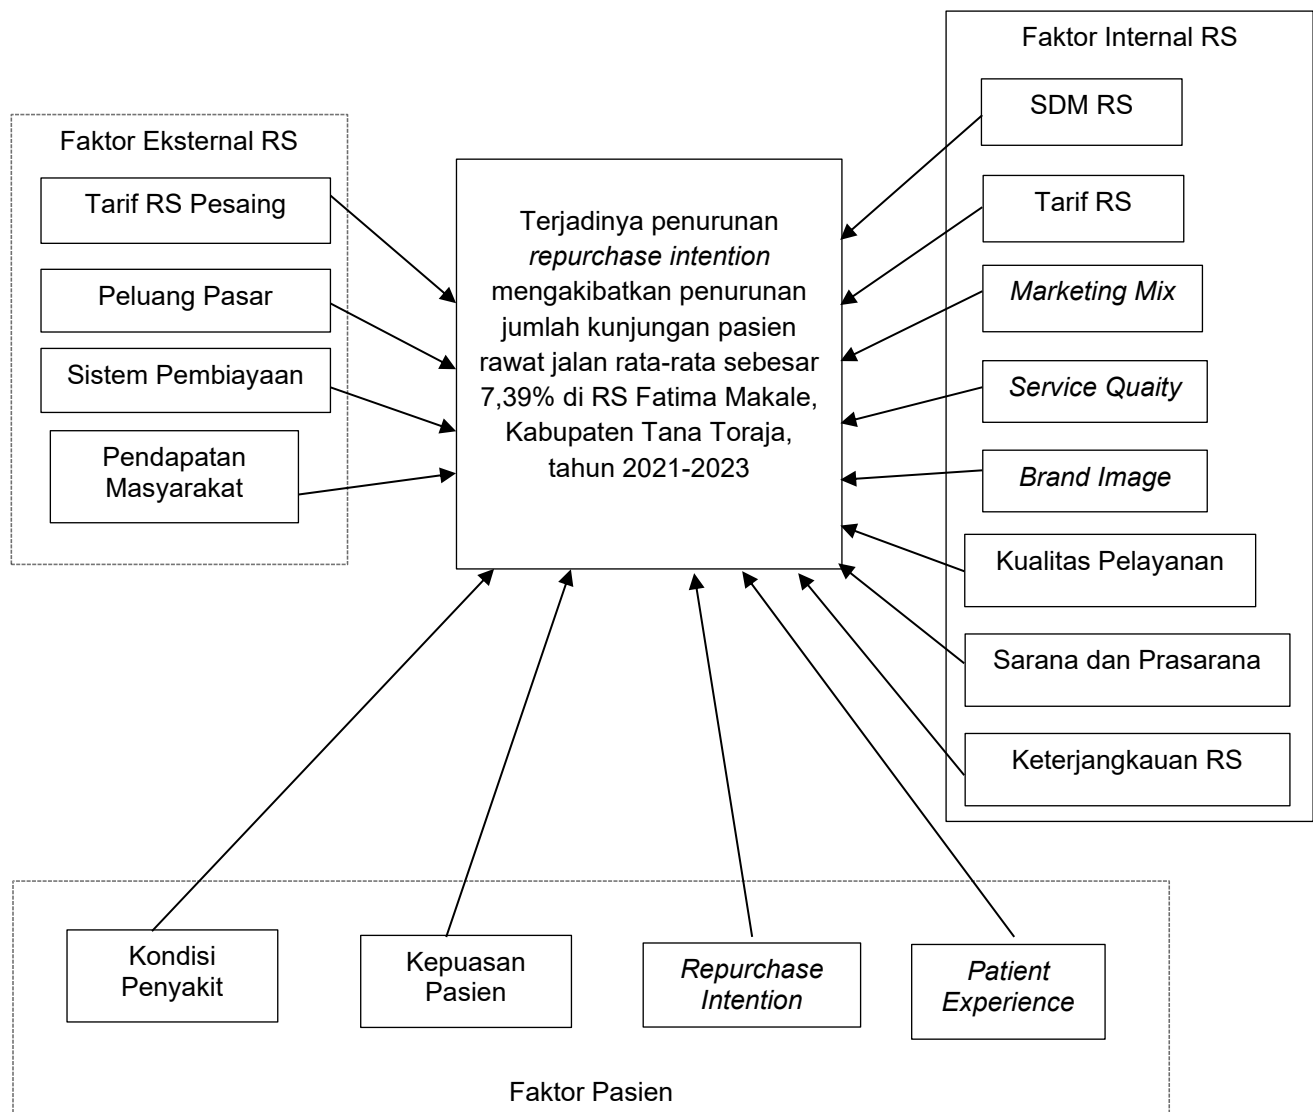 Faktor Eksternal RS
Tarif RS Pesaing
Peluang Pasar
Sistem Pembiayaan
Pendapatan
Masyarakat
Terjadinya penurunan
repurchase intention
mengakibatkan penurunan
jumlah kunjungan pasien
rawat jalan rata-rata sebesar
7,39% di RS Fatima Makale,
Kabupaten Tana Toraja,
tahun 2021-2023
Faktor Internal RS
SDM RS
Tarif RS
Marketing Mix
Service Quaity
Brand Image
Kualitas Pelayanan
Sarana dan Prasarana
Keterjangkauan RS
Kondisi
Penyakit
Kepuasan
Pasien
Repurchase
Intention
Patient
Experience
Faktor Pasien